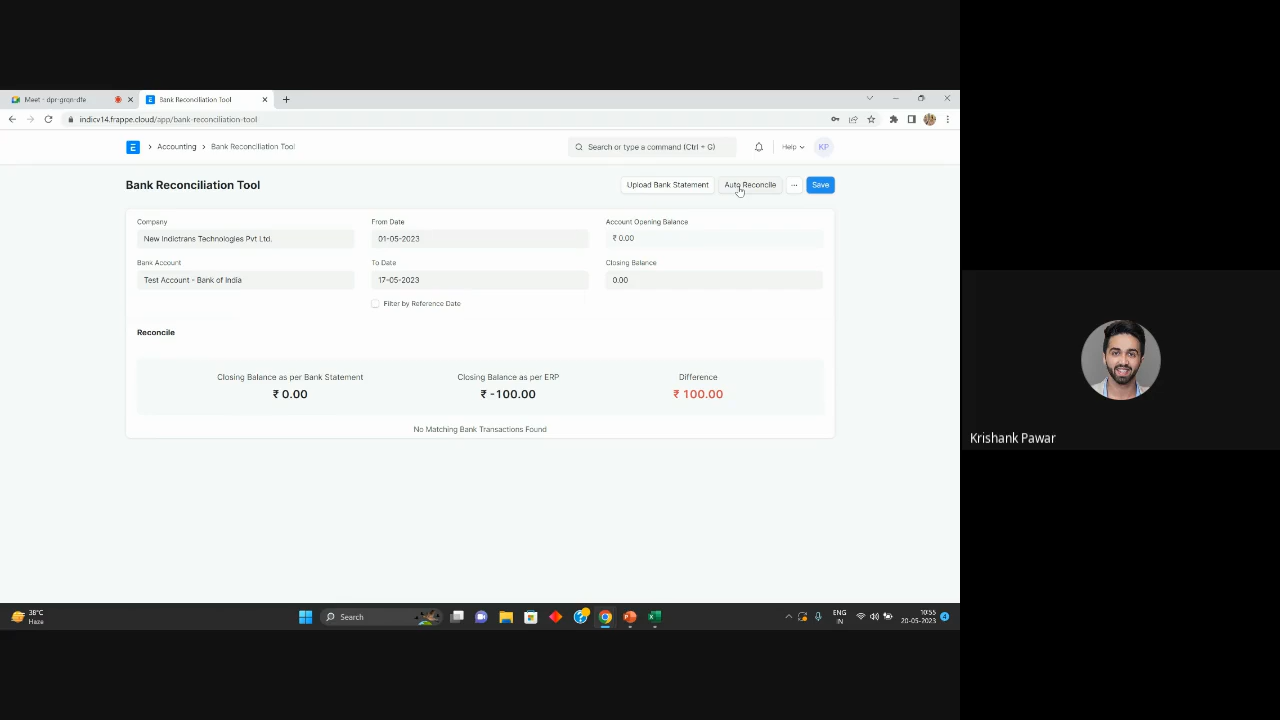 Meet - dpr-grqn-dte
Bank Reconciliation Tool
indicv14.frappe.cloud/app/bank-reconciliation-tool
E
Accounting
Bank Reconciliation Tool
Search or type a command (Ctrl + G)
Help
KP
Bank Reconciliation Tool
Upload Bank Statement
Auto Reconcile
...
Save
Company
From Date
Account Opening Balance
New Indictrans Technologies Pvt Ltd.
01-05-2023
₹ 0.00
Bank Account
To Date
Closing Balance
Test Account - Bank of India
17-05-2023
0.00
Filter by Reference Date
Reconcile
Closing Balance as per Bank Statement
Closing Balance as per ERP
Difference
₹ 0.00
₹ -100.00
₹ 100.00
No Matching Bank Transactions Found
Krishank Pawar
38°C
Haze
Search
ENG
IN
10:55
20-05-2023
4